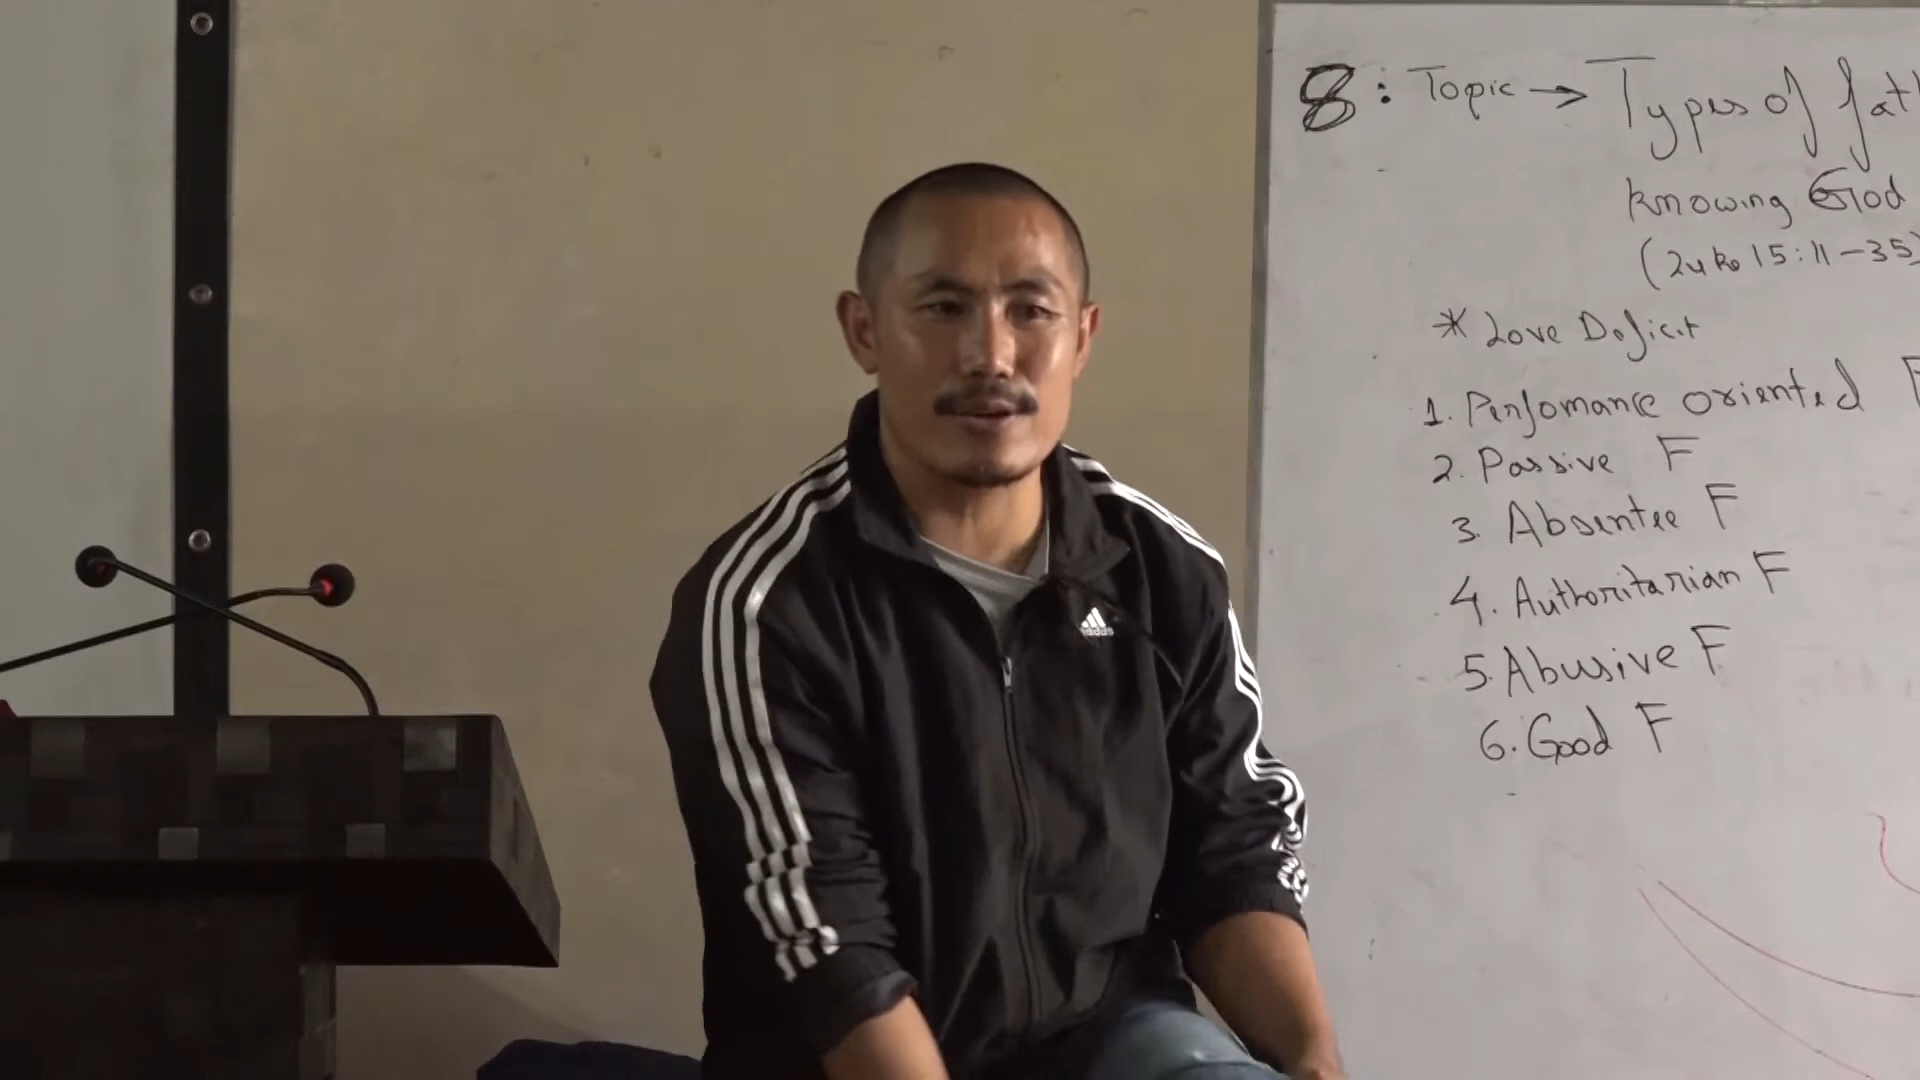 8: Topic → Types of fath
knowing God
(Luke 15:11-35)
* Love Deficit
1. Perfomance oriented F
2. Passive F
3. Absentee F
4. Authoritarian F
5. Abusive F
6. Good F
adidas